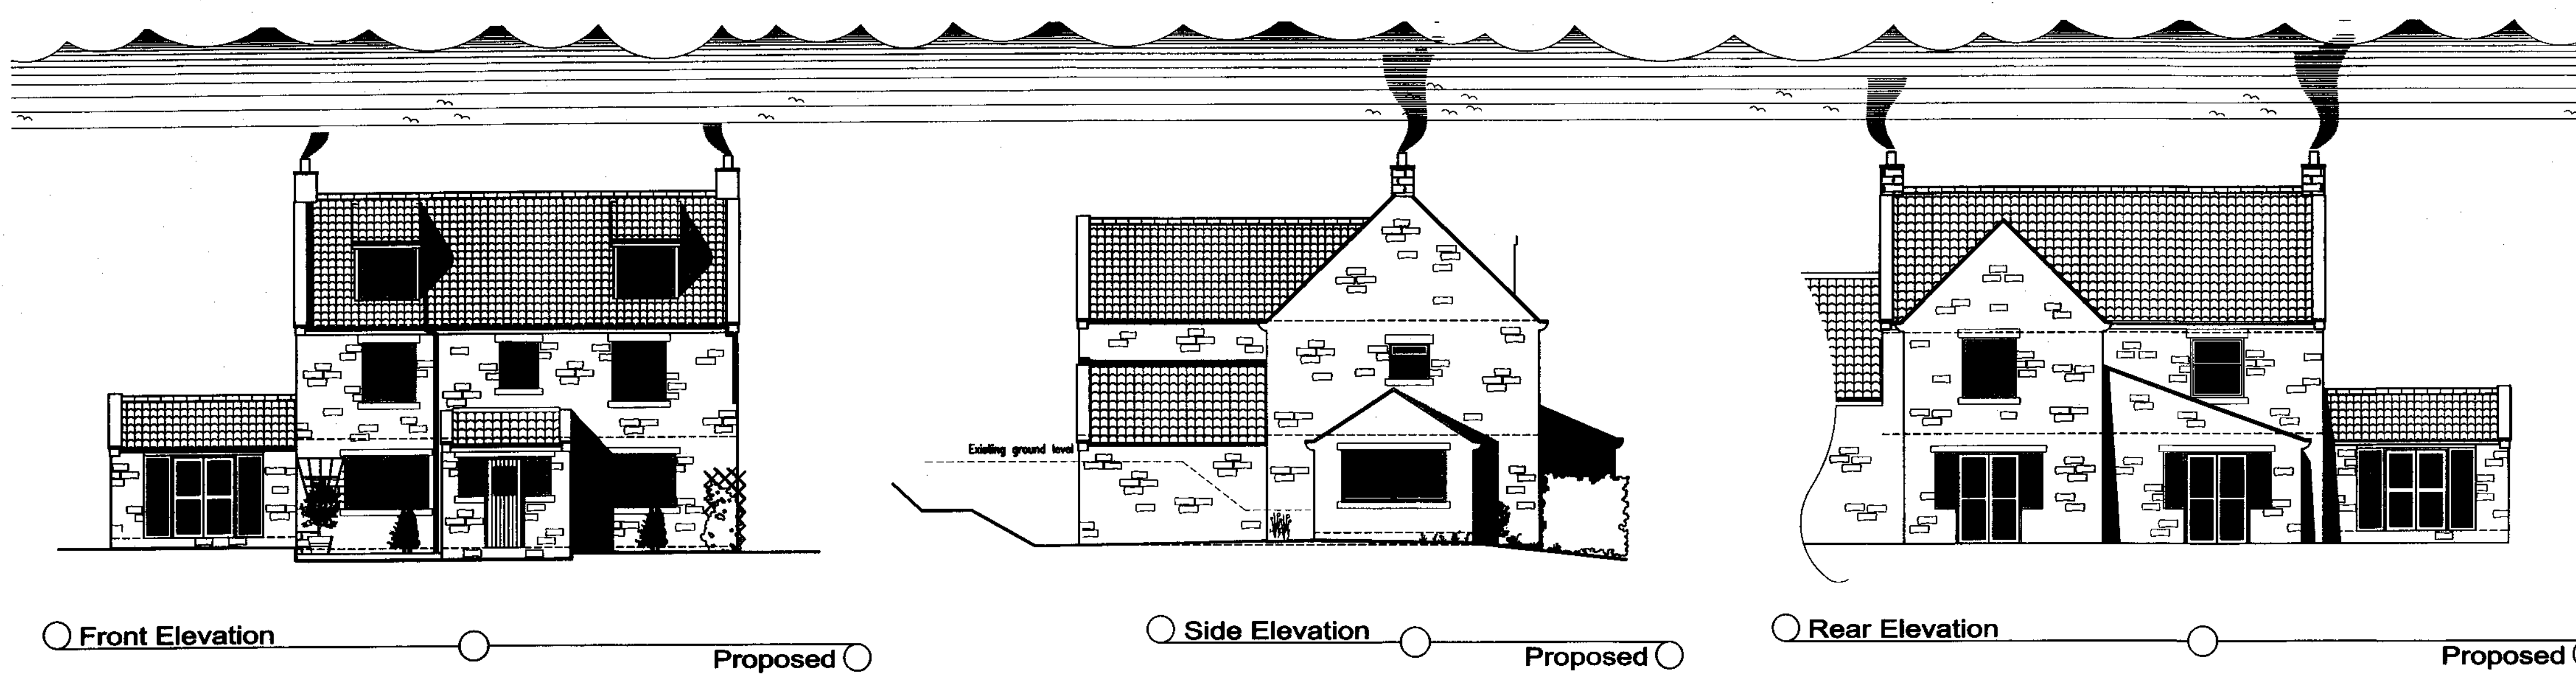 Existing ground level
Front Elevation
Proposed
Side Elevation
Proposed
Rear Elevation
Proposed